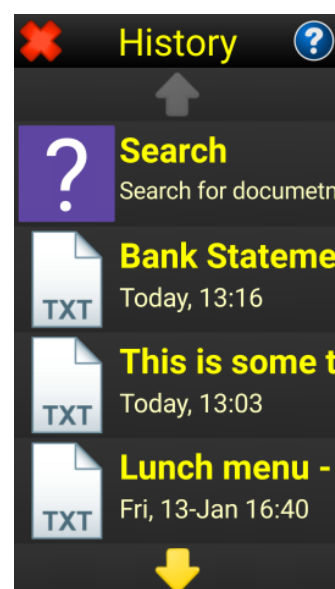 History
?
?
Search
Search for documetn
TXT
Bank Stateme
Today, 13:16
TXT
This is some t
Today, 13:03
TXT
Lunch menu -
Fri, 13-Jan 16:40